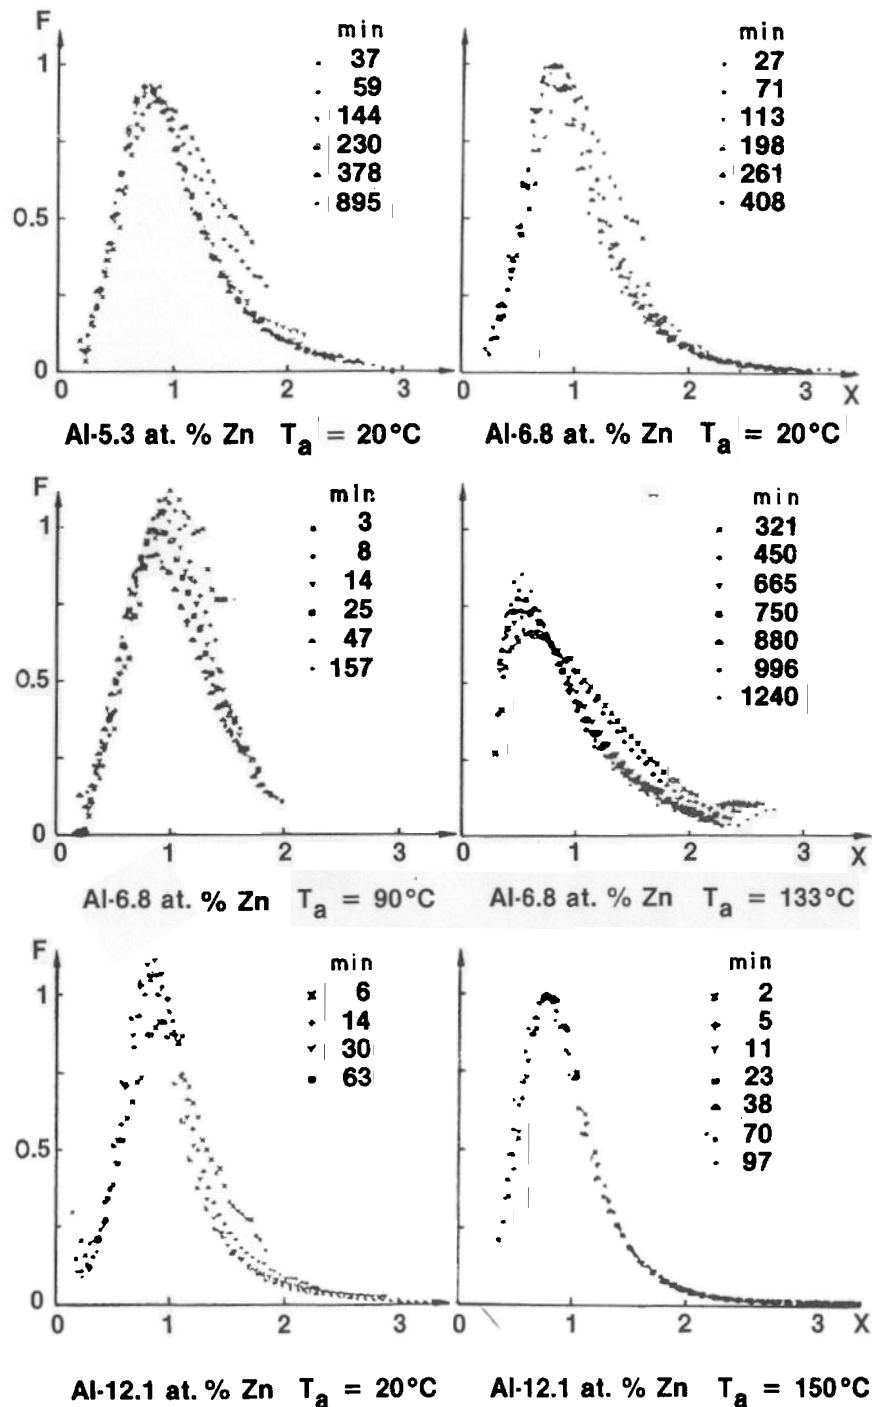 F
min
37
59
144
230
378
895
1
0.5
0
0 1 2 3
Al-5.3 at. % Zn Ta = 20°C
min
27
71
113
198
261
408
0 1 2 3 X
Al-6.8 at. % Zn Ta = 20°C
F
min
3
8
14
25
47
157
1
0.5
0
0 1 2 3
Al-6.8 at. % Zn Ta = 90°C
min
321
450
665
750
880
996
1240
0 1 2 3 X
Al-6.8 at. % Zn Ta = 133°C
F
min
6
14
30
63
1
0.5
0
0 1 2 3
Al-12.1 at. % Zn Ta = 20°C
min
2
5
11
23
38
70
97
0 1 2 3 X
Al-12.1 at. % Zn Ta = 150°C